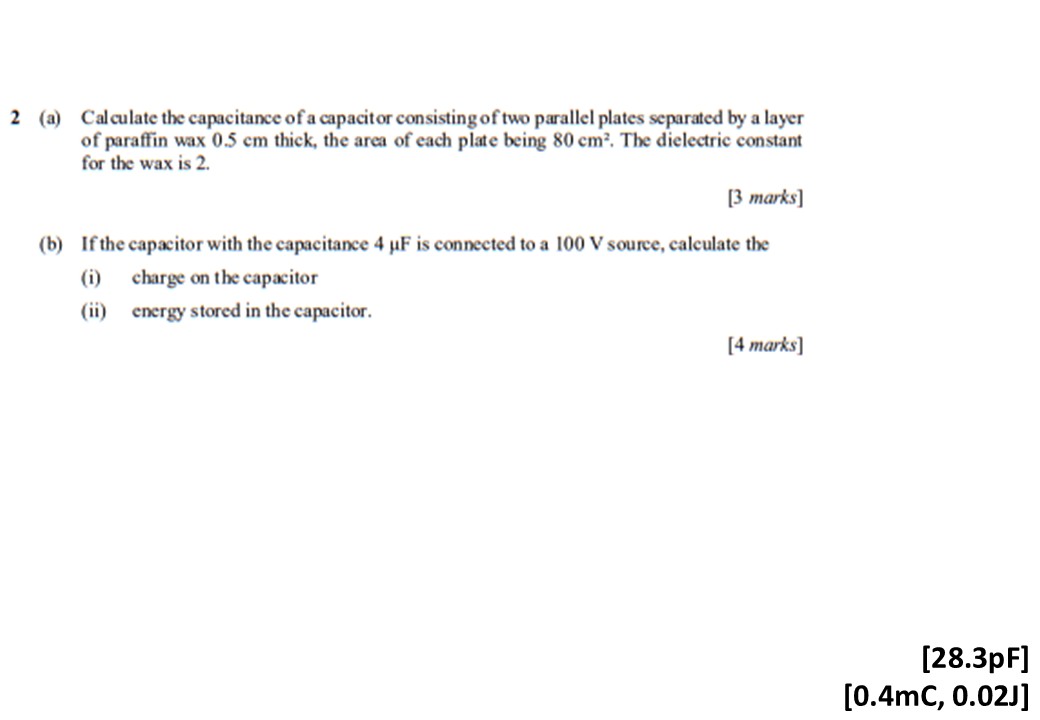 2 (a) Calculate the capacitance of a capacitor consisting of two parallel plates separated by a layer
of paraffin wax 0.5 cm thick, the area of each plate being 80 cm². The dielectric constant
for the wax is 2.
[3 marks]
(b) If the capacitor with the capacitance 4 µF is connected to a 100 V source, calculate the
(i) charge on the capacitor
(ii) energy stored in the capacitor.
[4 marks]
[28.3pF]
[0.4mC, 0.02J]